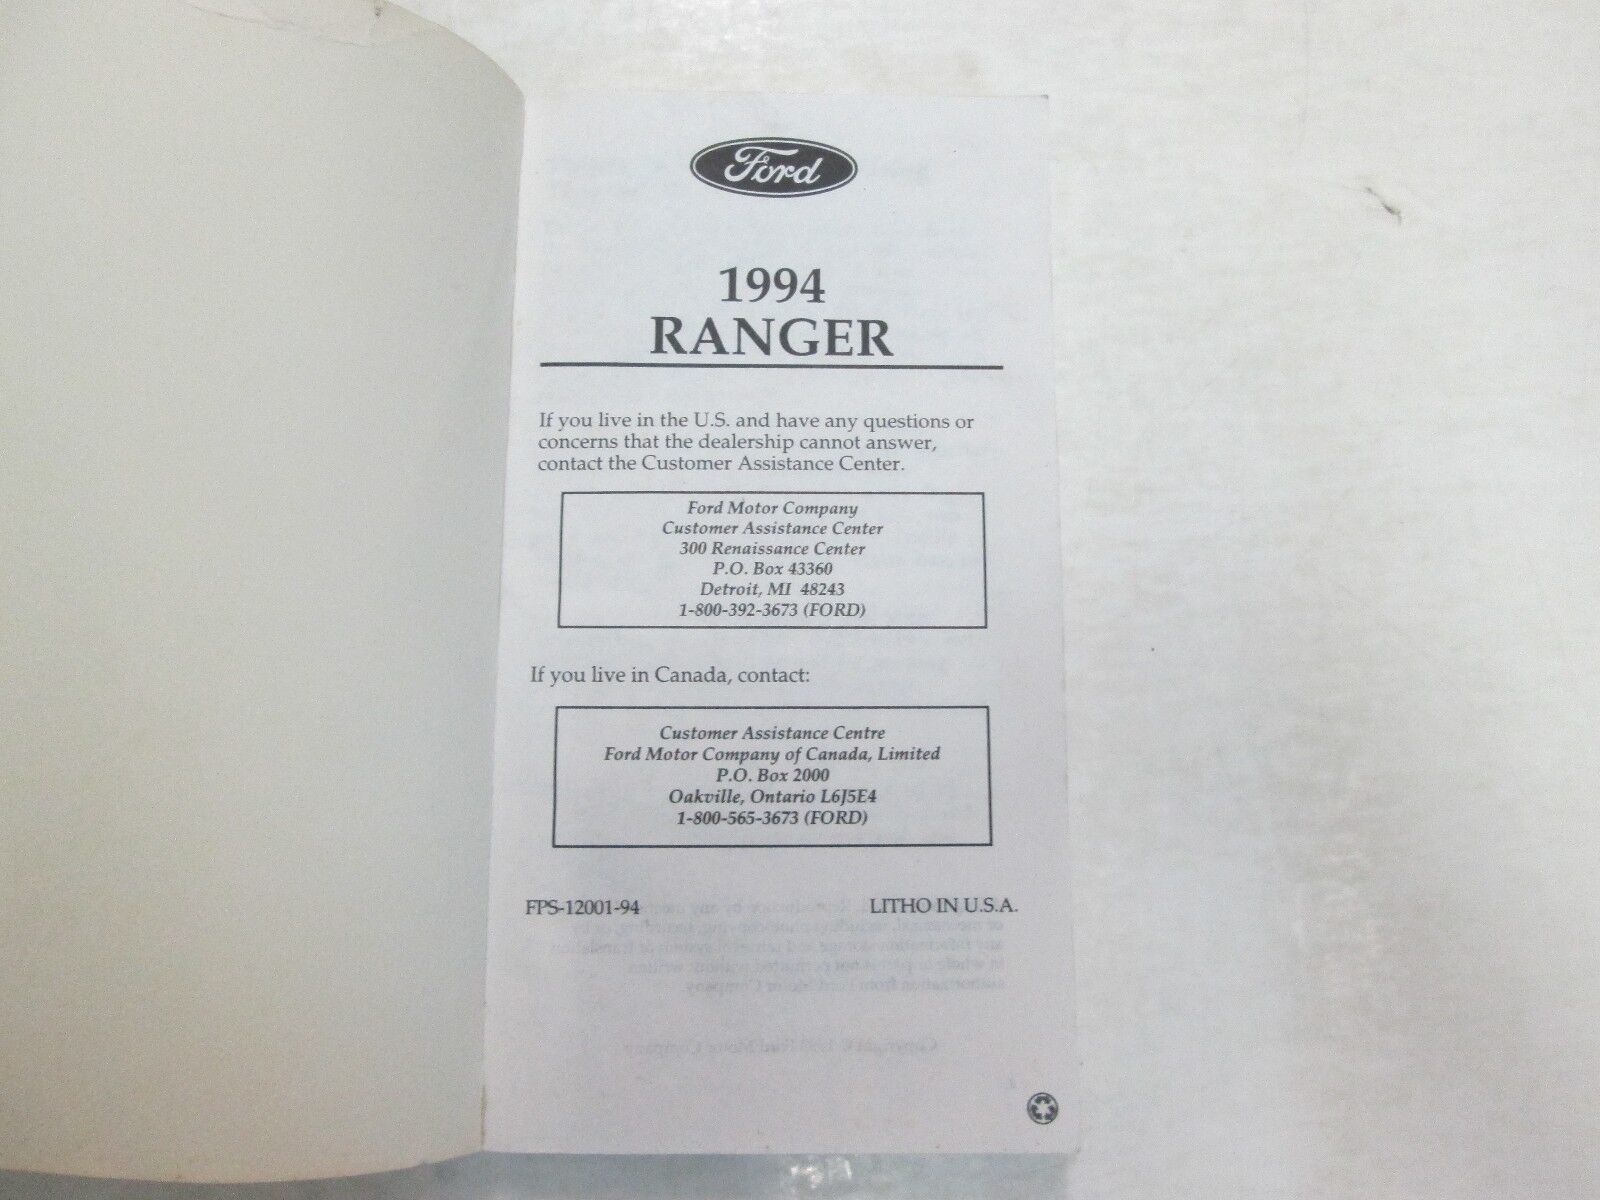 Ford
1994
RANGER
If you live in the U.S. and have any questions or
concerns that the dealership cannot answer,
contact the Customer Assistance Center.
Ford Motor Company
Customer Assistance Center
300 Renaissance Center
P.O. Box 43360
Detroit, MI 48243
1-800-392-3673 (FORD)
If you live in Canada, contact:
Customer Assistance Centre
Ford Motor Company of Canada, Limited
P.O. Box 2000
Oakville, Ontario L6J5E4
1-800-565-3673 (FORD)
FPS-12001-94 LITHO IN U.S.A.